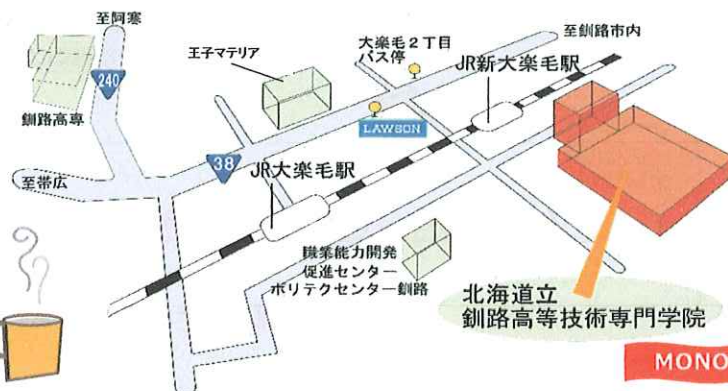 至阿寒
240
釧路高専
王子マテリア
大楽毛2丁目
バス停
至釧路市内
JR新大楽毛駅
LAWSON
38
JR大楽毛駅
至帯広
職業能力開発
促進センター
ポリテクセンター釧路
北海道立
釧路高等技術専門学院
MONO